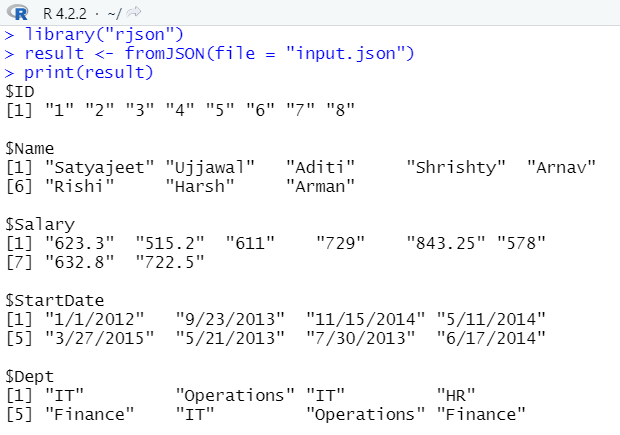 R R 4.2.2 · ~/
> library("rjson")
> result <- fromJSON(file = "input.json")
> print(result)
$ID
[1] "1" "2" "3" "4" "5" "6" "7" "8"
$Name
[1] "Satyajeet" "Ujjawal" "Aditi" "Shrishty" "Arnav"
[6] "Rishi" "Harsh" "Arman"
$Salary
[1] "623.3" "515.2" "611" "729" "843.25" "578"
[7] "632.8" "722.5"
$StartDate
[1] "1/1/2012" "9/23/2013" "11/15/2014" "5/11/2014"
[5] "3/27/2015" "5/21/2013" "7/30/2013" "6/17/2014"
$Dept
[1] "IT" "Operations" "IT" "HR"
[5] "Finance" "IT" "Operations" "Finance"